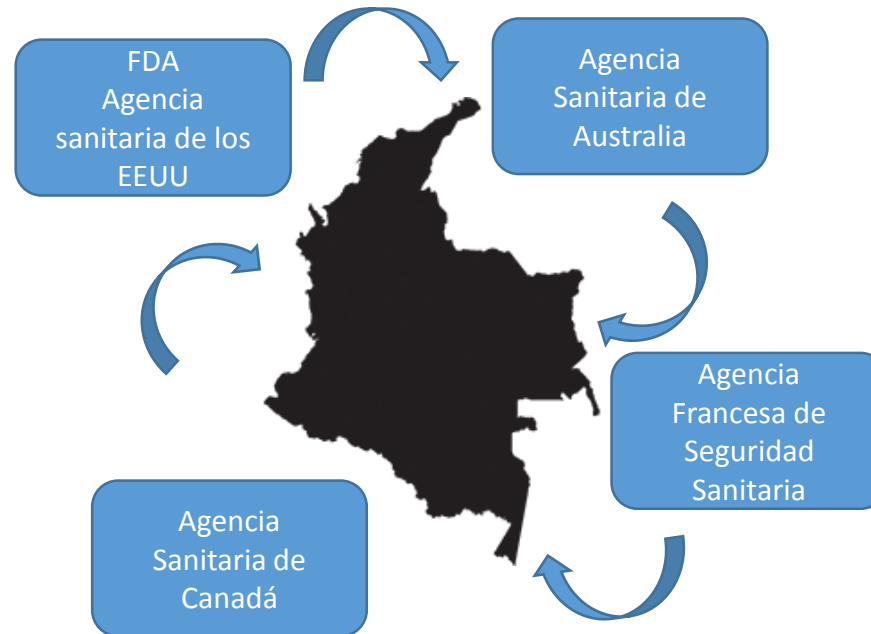 FDA
Agencia
sanitaria de los
EEUU
Agencia
Sanitaria de
Australia
Agencia
Francesa de
Seguridad
Sanitaria
Agencia
Sanitaria de
Canadá